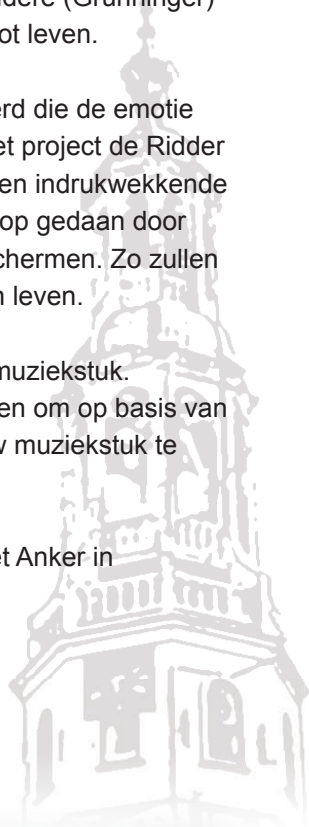 dere (Grunninger)
ot leven.
rd die de emotie
et project de Ridder
en indrukwekkende
op gedaan door
chermen. Zo zullen
n leven.
muziekstuk.
en om op basis van
v muziekstuk te
et Anker in